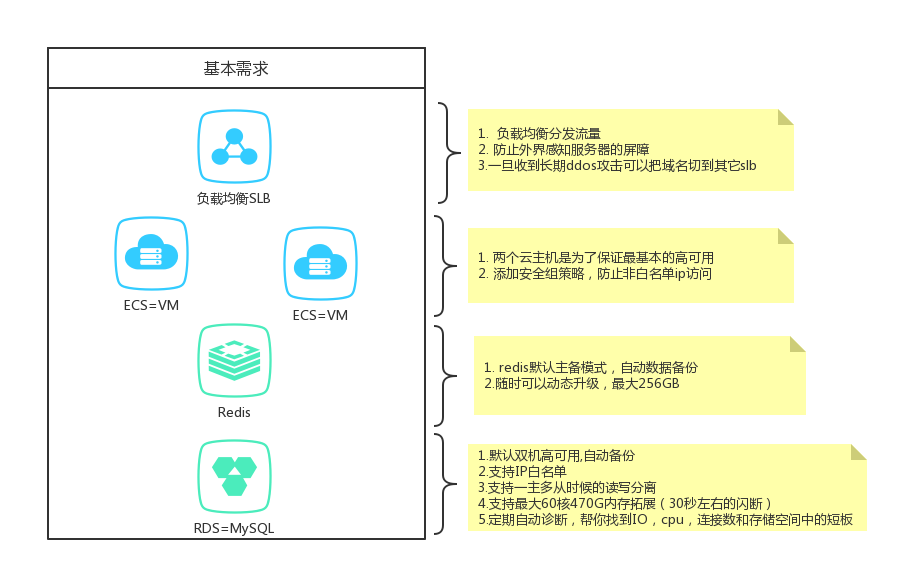 基本需求
负载均衡SLB
1. 负载均衡分发流量
2. 防止外界感知服务器的屏障
3.一旦收到长期ddos攻击可以把域名切到其它slb
ECS=VM
ECS=VM
1. 两个云主机是为了保证最基本的高可用
2. 添加安全组策略，防止非白名单ip访问
Redis
1. redis默认主备模式，自动数据备份
2.随时可以动态升级，最大256GB
RDS=MySQL
1.默认双机高可用,自动备份
2.支持IP白名单
3.支持一主多从时候的读写分离
4.支持最大60核470G内存拓展（30秒左右的闪断）
5.定期自动诊断，帮你找到IO，cpu，连接数和存储空间中的短板